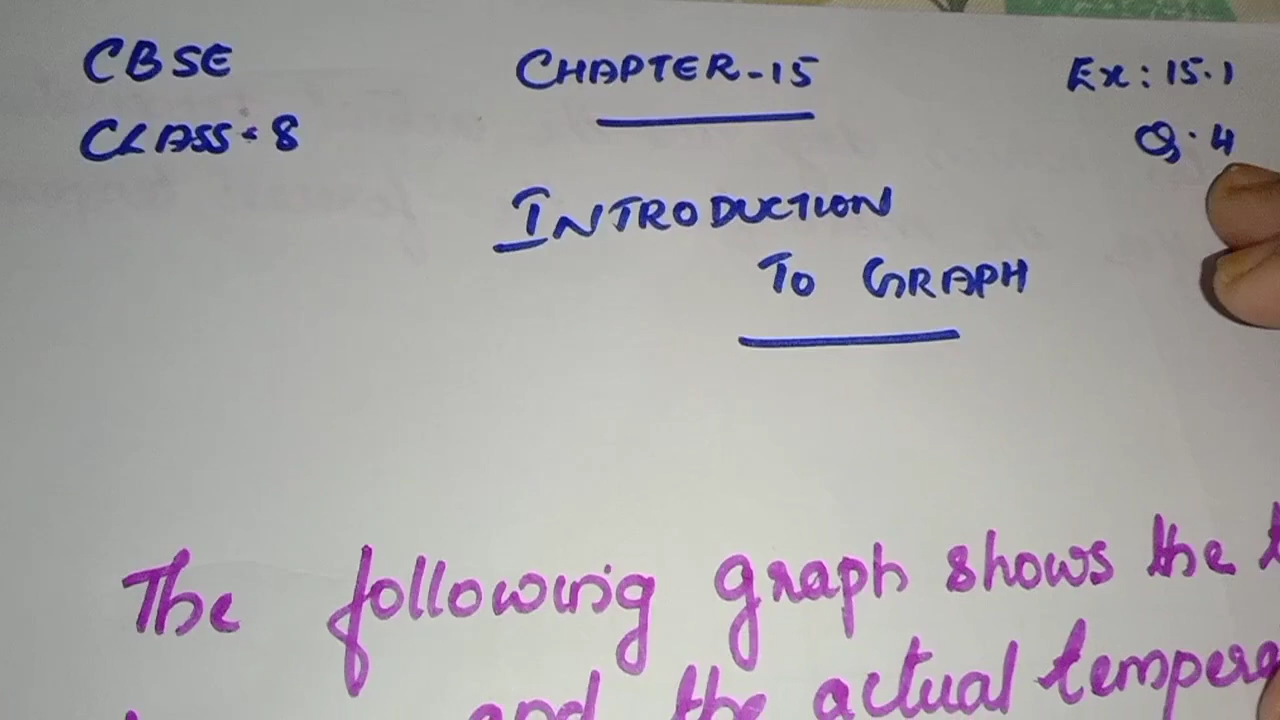 CBSE CHAPTER-15 Ex: 15.1
CLASS-8 Q.4
INTRODUCTION
TO GRAPH
The following graph shows the
and the actual